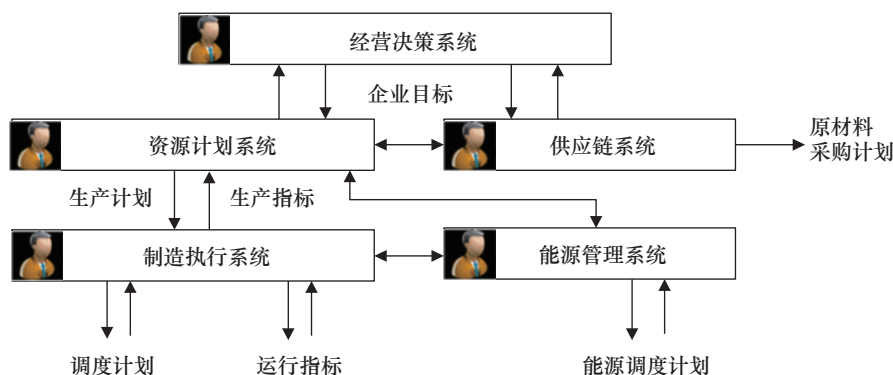 经营决策系统
企业目标
资源计划系统
供应链系统
原材料
采购计划
生产计划
生产指标
制造执行系统
能源管理系统
调度计划
运行指标
能源调度计划